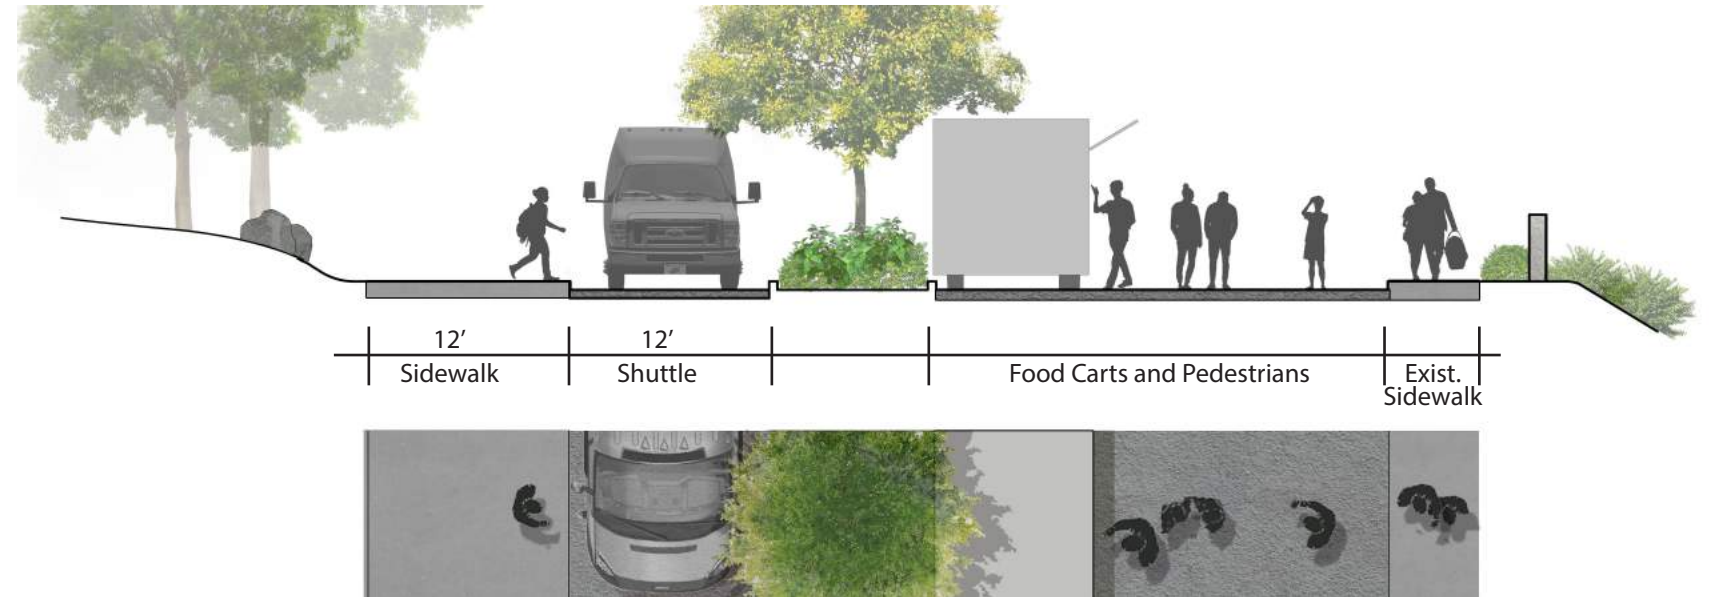 12’
12’
Sidewalk
Shuttle
Food Carts and Pedestrians
Exist.
Sidewalk